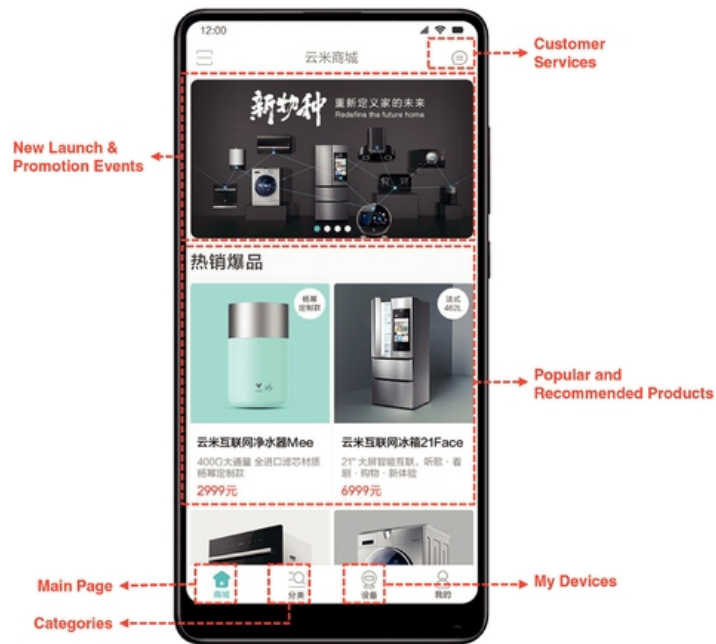 12:00
云米商城
Customer
Services
新物种
重新定义家的未来
Redefine the future home
New Launch &
Promotion Events
热销爆品
杨幂
定制款
法式
462L
Popular and
Recommended Products
云米互联网净水器Mee
云米互联网冰箱21Face
400G大通量 全进口滤芯材质
杨幂定制款
21" 大屏智能互联,听歌·看
剧·购物·新体验
2999元
6999元
Main Page
商城
分类
设备
我的
My Devices
Categories